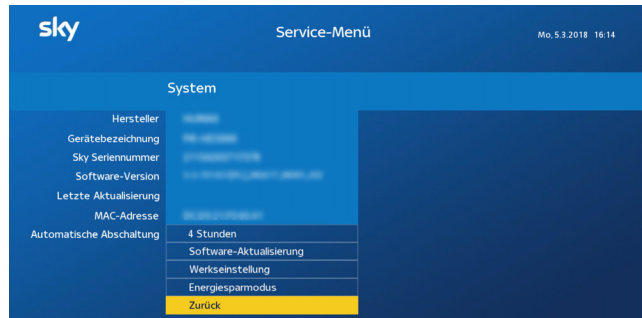 sky
Service-Menü
Mo, 5.3.2018 16:14
System
Hersteller
Gerätebezeichnung
Sky Seriennummer
Software-Version
Letzte Aktualisierung
MAC-Adresse
Automatische Abschaltung 4 Stunden
Software-Aktualisierung
Werkseinstellung
Energiesparmodus
Zurück